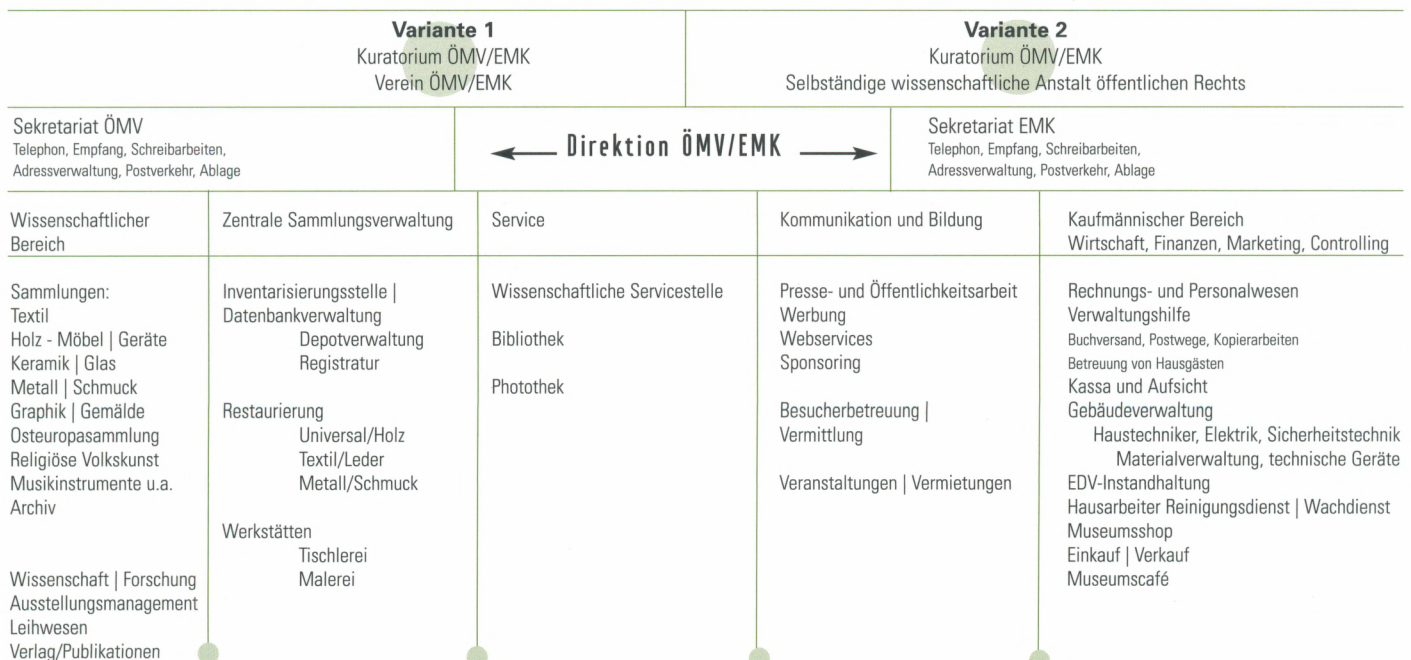 Variante 1
Kuratorium ÖMV/EMK
Verein ÖMV/EMK
Variante 2
Kuratorium ÖMV/EMK
Selbständige wissenschaftliche Anstalt öffentlichen Rechts
Sekretariat ÖMV
Telephon, Empfang, Schreibarbeiten,
Adressverwaltung, Postverkehr, Ablage
Direktion ÖMV/EMK
Sekretariat EMK
Telephon, Empfang, Schreibarbeiten,
Adressverwaltung, Postverkehr, Ablage
Wissenschaftlicher
Bereich
Sammlungen:
Textil
Holz - Möbel | Geräte
Keramik | Glas
Metall | Schmuck
Graphik | Gemälde
Osteuropasammlung
Religiöse Volkskunst
Musikinstrumente u.a.
Archiv
Wissenschaft | Forschung
Ausstellungsmanagement
Leihwesen
Verlag/Publikationen
Zentrale Sammlungsverwaltung
Inventarisierungsstelle |
Datenbankverwaltung
Depotverwaltung
Registratur
Restaurierung
Universal/Holz
Textil/Leder
Metall/Schmuck
Werkstätten
Tischlerei
Malerei
Service
Wissenschaftliche Servicestelle
Bibliothek
Photothek
Kommunikation und Bildung
Presse- und Öffentlichkeitsarbeit
Werbung
Webservices
Sponsoring
Besucherbetreuung |
Vermittlung
Veranstaltungen | Vermietungen
Kaufmännischer Bereich
Wirtschaft, Finanzen, Marketing, Controlling
Rechnungs- und Personalwesen
Verwaltungshilfe
Buchversand, Postwege, Kopierarbeiten
Betreuung von Hausgästen
Kassa und Aufsicht
Gebäudeverwaltung
Haustechniker, Elektrik, Sicherheitstechnik
Materialverwaltung, technische Geräte
EDV-Instandhaltung
Hausarbeiter Reinigungsdienst | Wachdienst
Museumsshop
Einkauf | Verkauf
Museumscafé